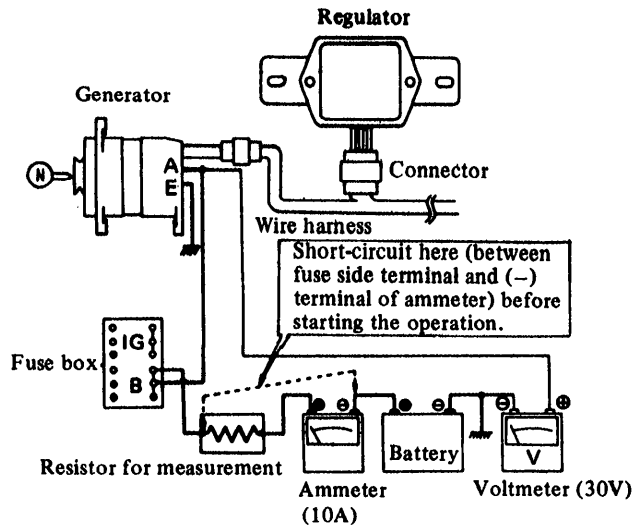 Regulator
Generator
N
A
E
Connector
Wire harness
Short-circuit here (between
fuse side terminal and (−)
terminal of ammeter) before
starting the operation.
IG
Fuse box
B
⊕ ⊖ ⊕ ⊖ ⊖ ⊕
Resistor for measurement
Battery
V
Ammeter
(10A)
Voltmeter (30V)